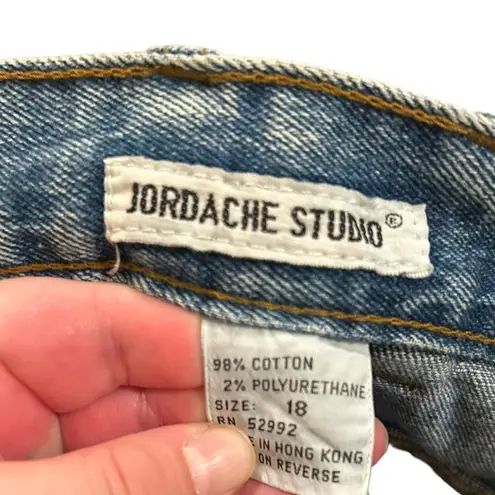 JORDACHE STUDIO®
98% COTTON
2% POLYURETHANE
SIZE: 18
RN 52992
E IN HONG KONG
ON REVERSE